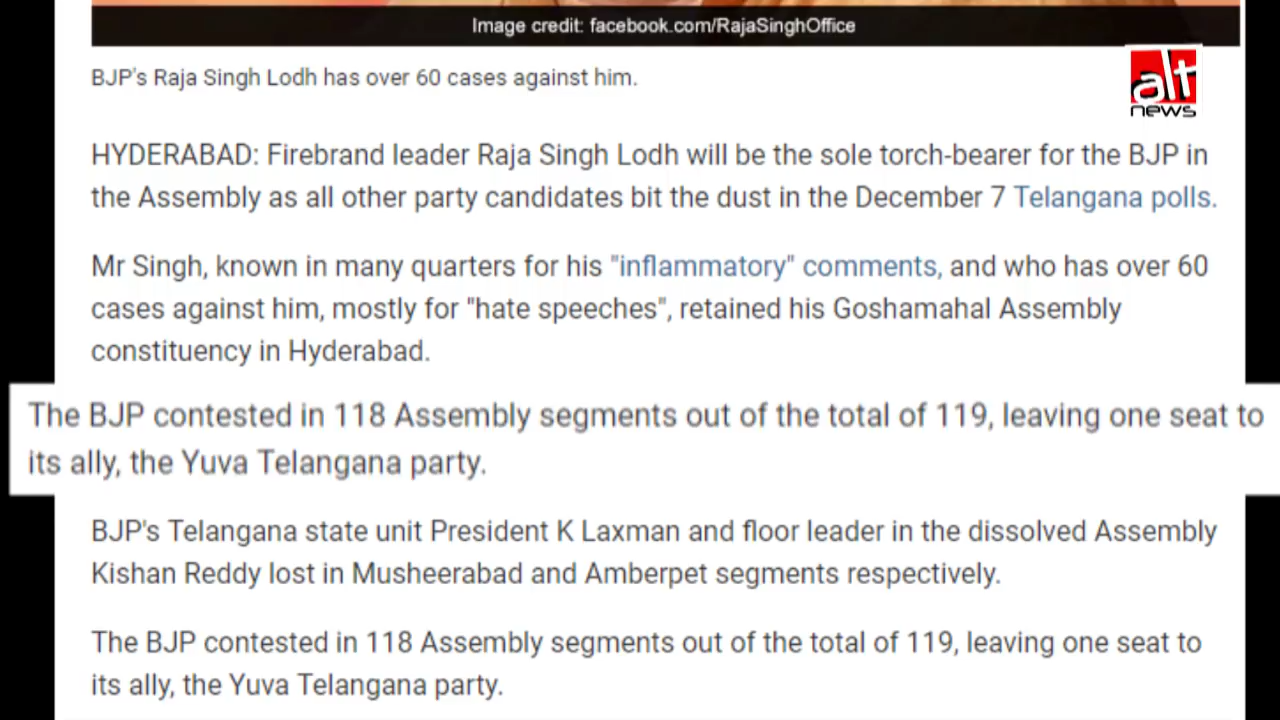 Image credit: facebook.com/RajaSinghOffice
BJP's Raja Singh Lodh has over 60 cases against him.
alt
news
HYDERABAD: Firebrand leader Raja Singh Lodh will be the sole torch-bearer for the BJP in
the Assembly as all other party candidates bit the dust in the December 7 Telangana polls.
Mr Singh, known in many quarters for his "inflammatory" comments, and who has over 60
cases against him, mostly for "hate speeches", retained his Goshamahal Assembly
constituency in Hyderabad.
The BJP contested in 118 Assembly segments out of the total of 119, leaving one seat to
its ally, the Yuva Telangana party.
BJP's Telangana state unit President K Laxman and floor leader in the dissolved Assembly
Kishan Reddy lost in Musheerabad and Amberpet segments respectively.
The BJP contested in 118 Assembly segments out of the total of 119, leaving one seat to
its ally, the Yuva Telangana party.